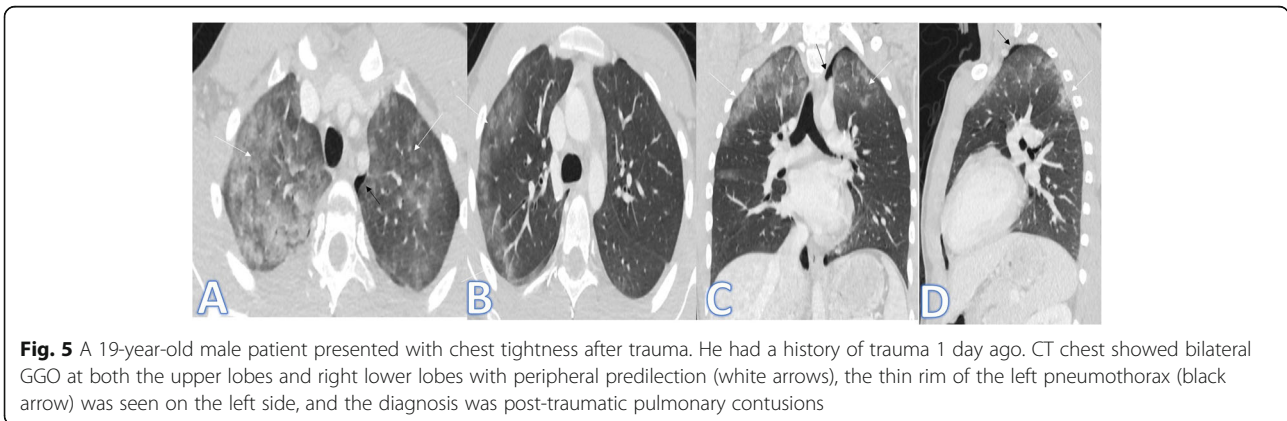 A B C D
Fig. 5 A 19-year-old male patient presented with chest tightness after trauma. He had a history of trauma 1 day ago. CT chest showed bilateral
GGO at both the upper lobes and right lower lobes with peripheral predilection (white arrows), the thin rim of the left pneumothorax (black
arrow) was seen on the left side, and the diagnosis was post-traumatic pulmonary contusions